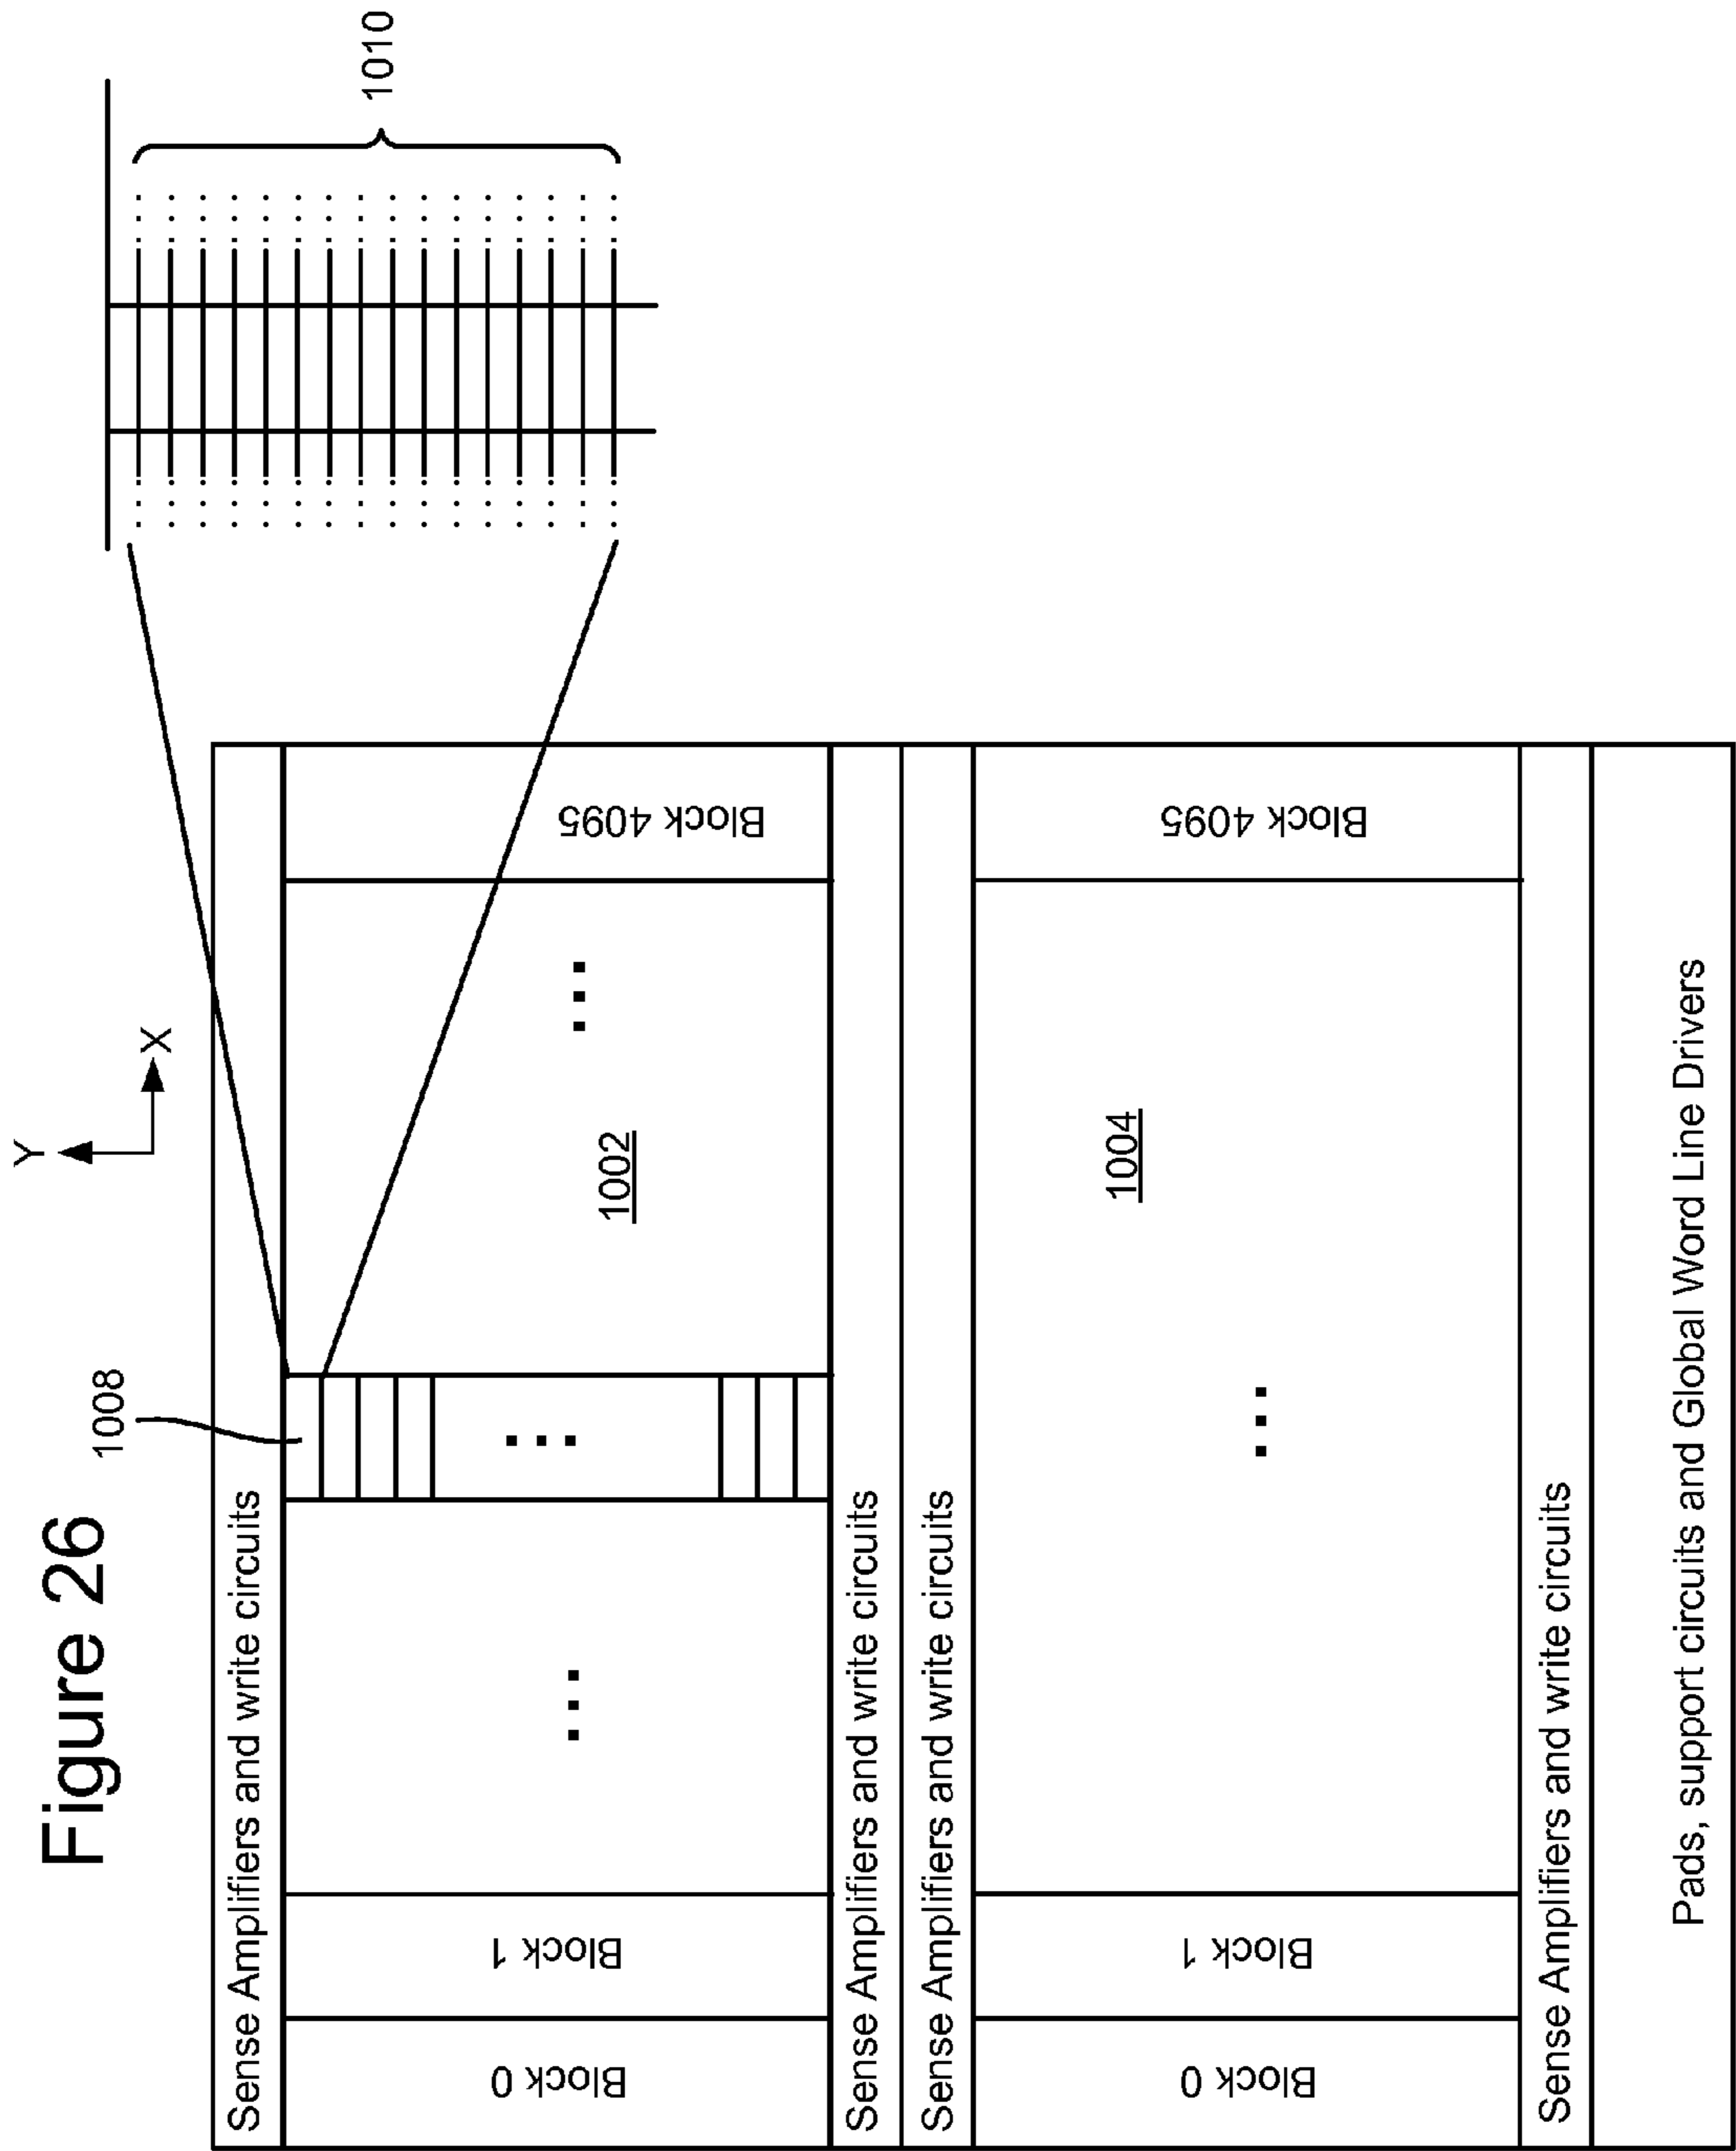 Figure 26
Y
X
1008
1010
Sense Amplifiers and write circuits
Block 0
Block 1
1002
Block 4095
Sense Amplifiers and write circuits
Sense Amplifiers and write circuits
Block 0
Block 1
1004
Block 4095
Sense Amplifiers and write circuits
Pads, support circuits and Global Word Line Drivers